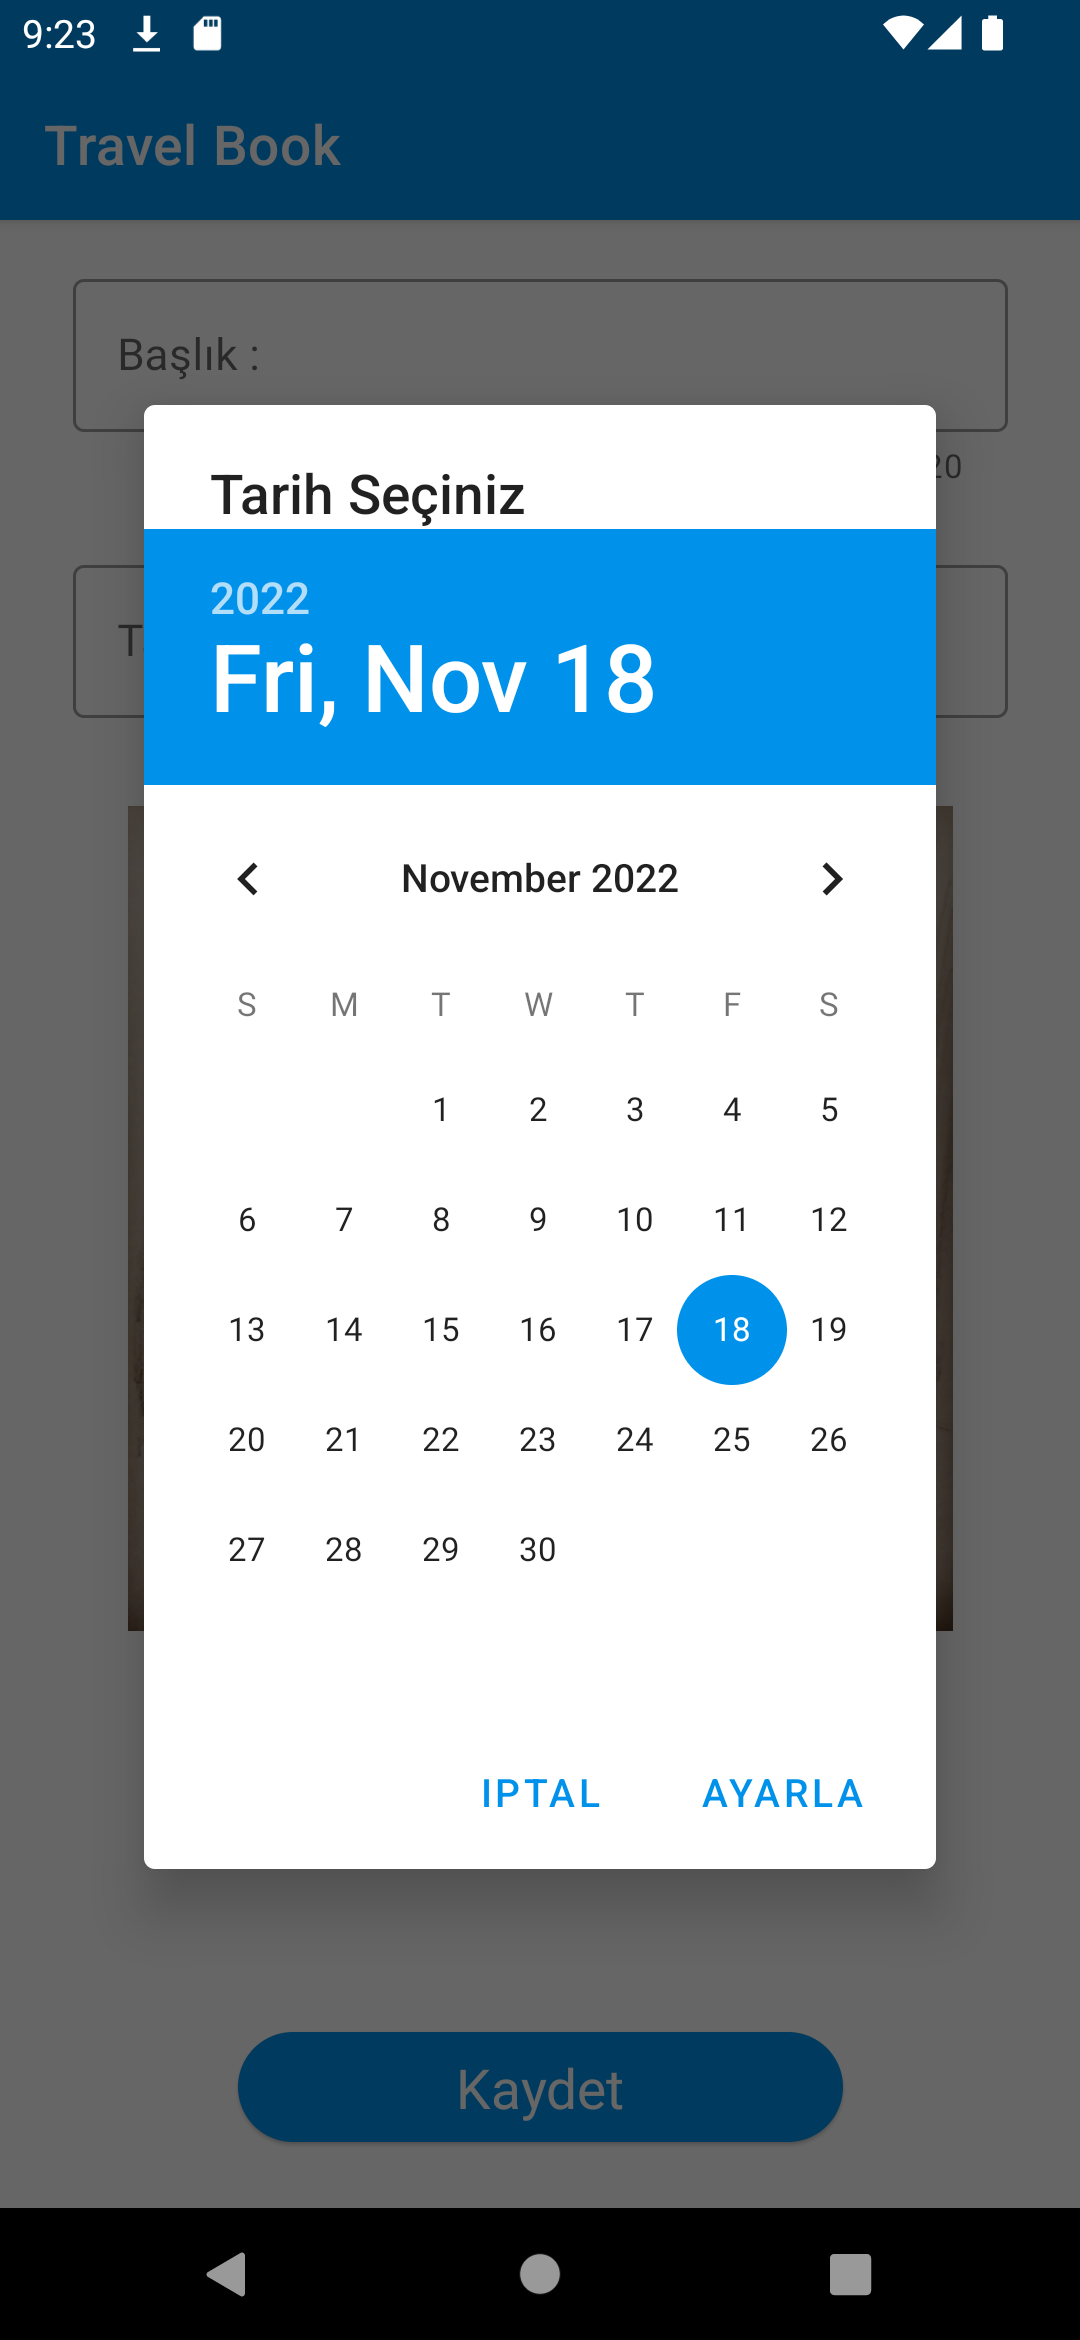 9:23
Travel Book
Başlık :
20
Tarih Seçiniz
2022
Fri, Nov 18
November 2022
S M T W T F S
1 2 3 4 5
6 7 8 9 10 11 12
13 14 15 16 17 18 19
20 21 22 23 24 25 26
27 28 29 30
IPTAL AYARLA
Kaydet